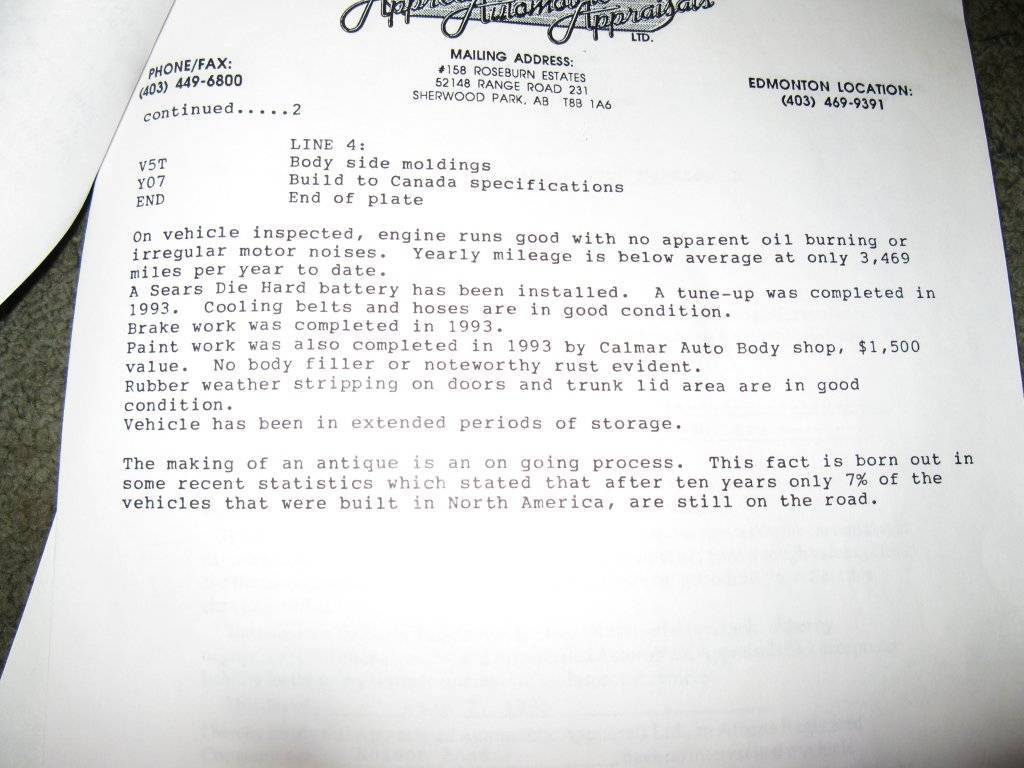 Automo
Appraisals
LTD.
PHONE/FAX:
(403) 449-6800
MAILING ADDRESS:
#158 ROSEBURN ESTATES
52148 RANGE ROAD 231
SHERWOOD PARK, AB T8B 1A6
EDMONTON LOCATION:
(403) 469-9391
continued.....2
LINE 4:
V5T Body side moldings
Y07 Build to Canada specifications
END End of plate
On vehicle inspected, engine runs good with no apparent oil burning or
irregular motor noises. Yearly mileage is below average at only 3,469
miles per year to date.
A Sears Die Hard battery has been installed. A tune-up was completed in
1993. Cooling belts and hoses are in good condition.
Brake work was completed in 1993.
Paint work was also completed in 1993 by Calmar Auto Body shop, $1,500
value. No body filler or noteworthy rust evident.
Rubber weather stripping on doors and trunk lid area are in good
condition.
Vehicle has been in extended periods of storage.
The making of an antique is an on going process. This fact is born out in
some recent statistics which stated that after ten years only 7% of the
vehicles that were built in North America, are still on the road.